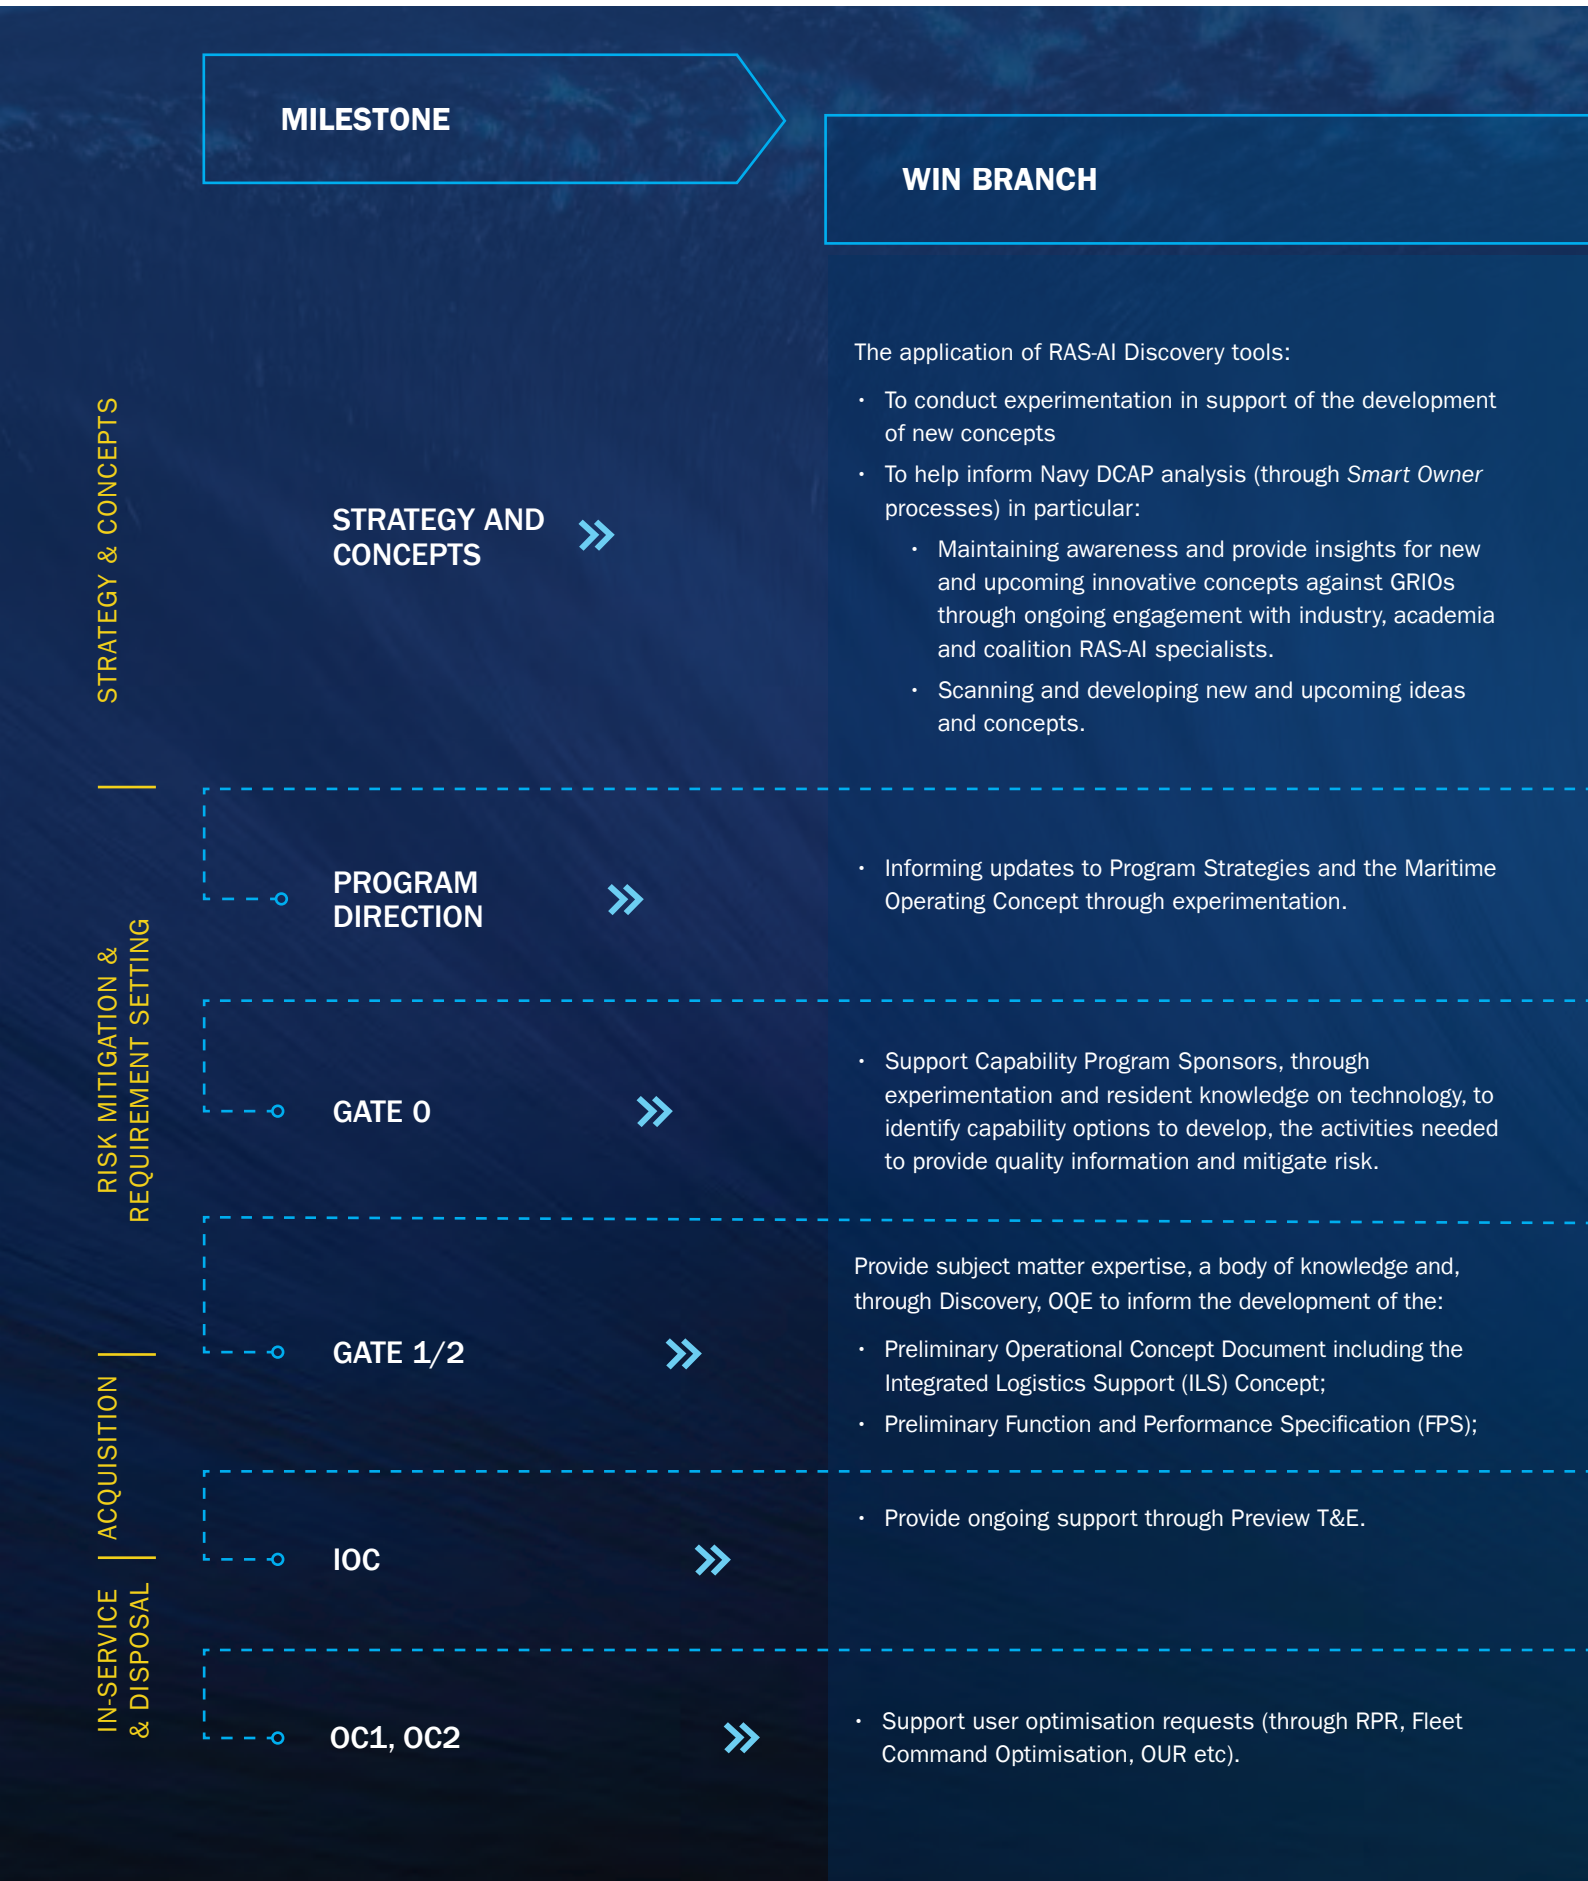 MILESTONE
WIN BRANCH
STRATEGY & CONCEPTS
STRATEGY AND
CONCEPTS
The application of RAS-AI Discovery tools:
• To conduct experimentation in support of the development
of new concepts
• To help inform Navy DCAP analysis (through Smart Owner
processes) in particular:
• Maintaining awareness and provide insights for new
and upcoming innovative concepts against GRIOs
through ongoing engagement with industry, academia
and coalition RAS-AI specialists.
• Scanning and developing new and upcoming ideas
and concepts.
RISK MITIGATION &
REQUIREMENT SETTING
PROGRAM
DIRECTION
• Informing updates to Program Strategies and the Maritime
Operating Concept through experimentation.
GATE 0
• Support Capability Program Sponsors, through
experimentation and resident knowledge on technology, to
identify capability options to develop, the activities needed
to provide quality information and mitigate risk.
GATE 1/2
Provide subject matter expertise, a body of knowledge and,
through Discovery, OQE to inform the development of the:
• Preliminary Operational Concept Document including the
Integrated Logistics Support (ILS) Concept;
• Preliminary Function and Performance Specification (FPS);
ACQUISITION
IOC
• Provide ongoing support through Preview T&E.
IN-SERVICE
& DISPOSAL
OC1, OC2
• Support user optimisation requests (through RPR, Fleet
Command Optimisation, OUR etc).